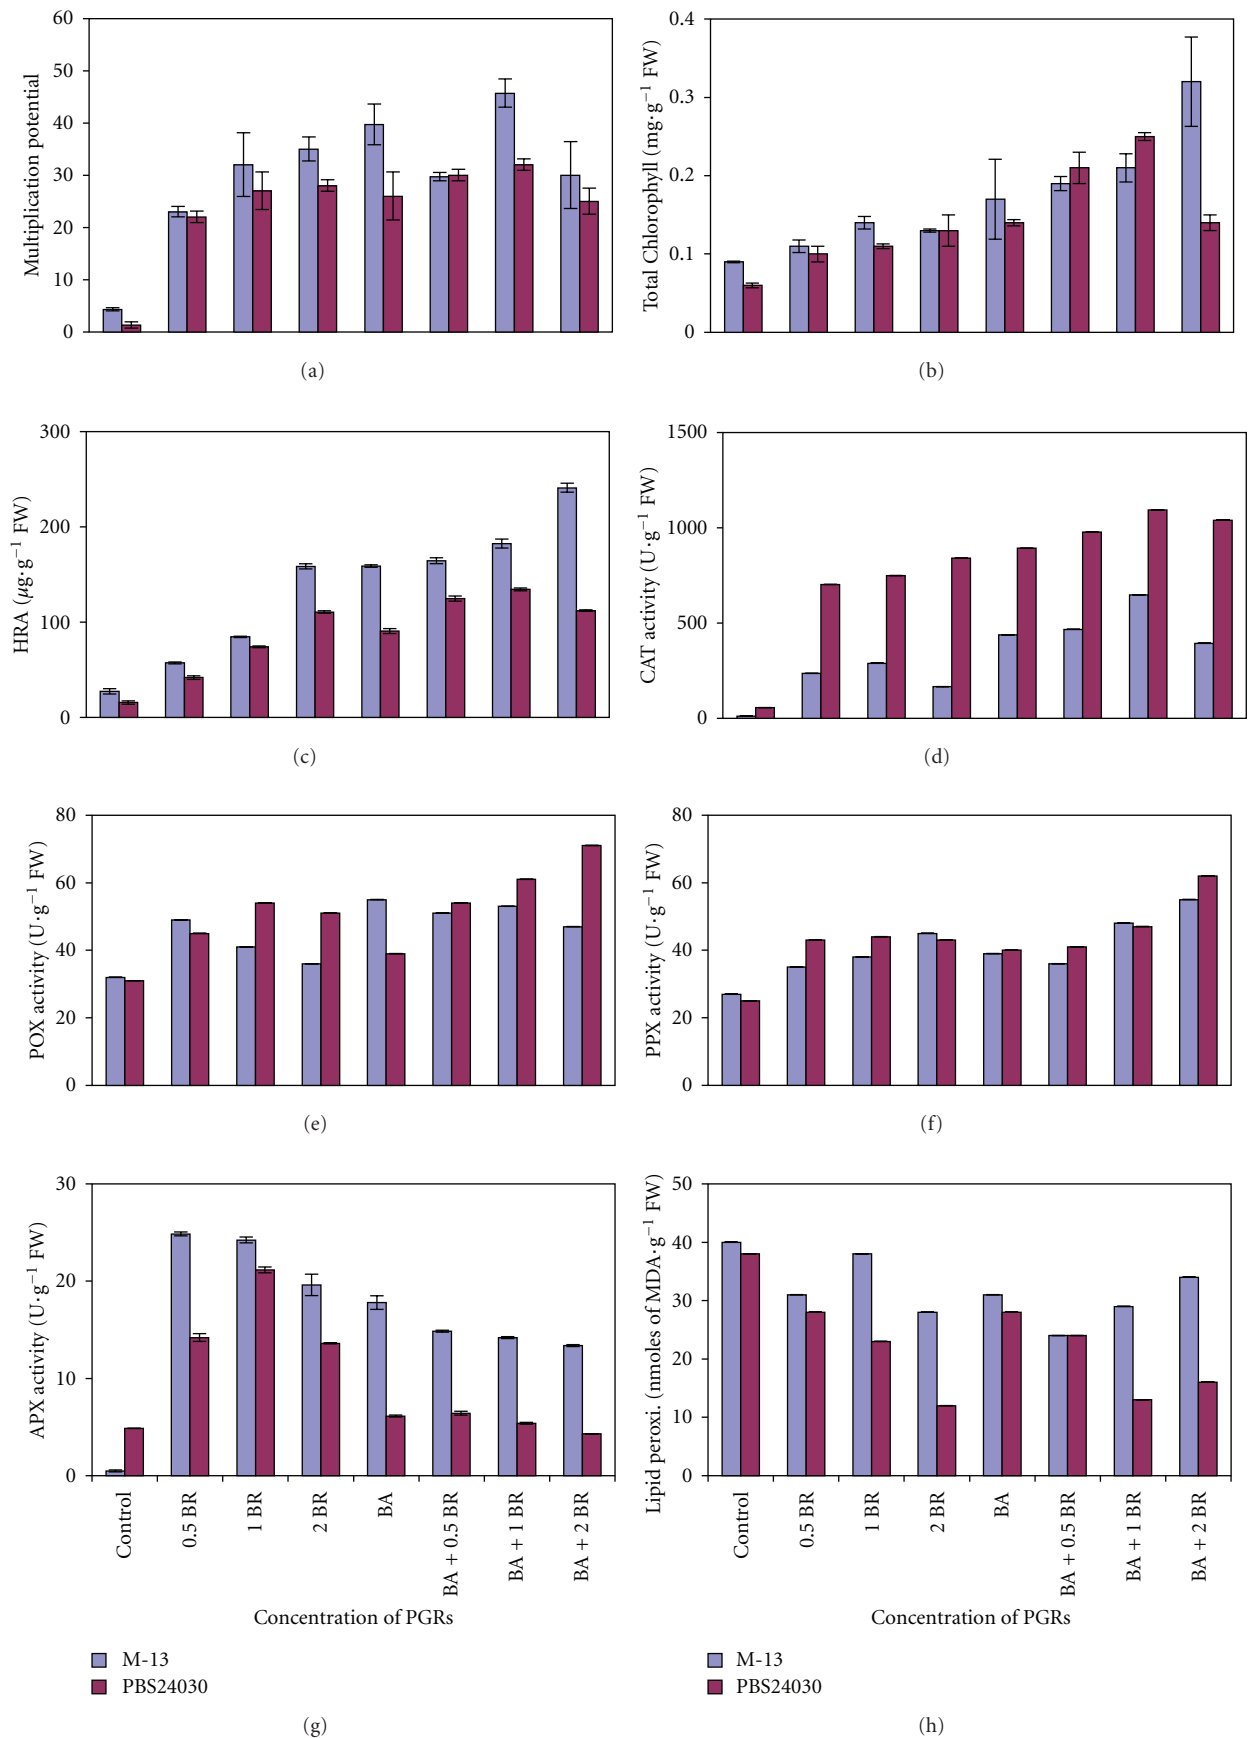 60
50
40
30
20
10
0
Multiplication potential
(a)
0.4
0.3
0.2
0.1
0
Total Chlorophyll (mg·g−1 FW)
(b)
300
200
100
0
HRA (μg·g−1 FW)
(c)
1500
1000
500
0
CAT activity (U·g−1 FW)
(d)
80
60
40
20
0
POX activity (U·g−1 FW)
(e)
80
60
40
20
0
PPX activity (U·g−1 FW)
(f)
30
20
10
0
APX activity (U·g−1 FW)
Control
0.5 BR
1 BR
2 BR
BA
BA + 0.5 BR
BA + 1 BR
BA + 2 BR
Concentration of PGRs
M-13
PBS24030
(g)
50
40
30
20
10
0
Lipid peroxi. (nmoles of MDA·g−1 FW)
Control
0.5 BR
1 BR
2 BR
BA
BA + 0.5 BR
BA + 1 BR
BA + 2 BR
Concentration of PGRs
M-13
PBS24030
(h)